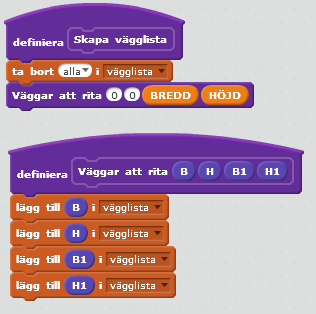 definiera Skapa vägglista
ta bort alla i vägglista
Väggar att rita 0 0 BREDD HÖJD
definiera Väggar att rita B H B1 H1
lägg till B i vägglista
lägg till H i vägglista
lägg till B1 i vägglista
lägg till H1 i vägglista